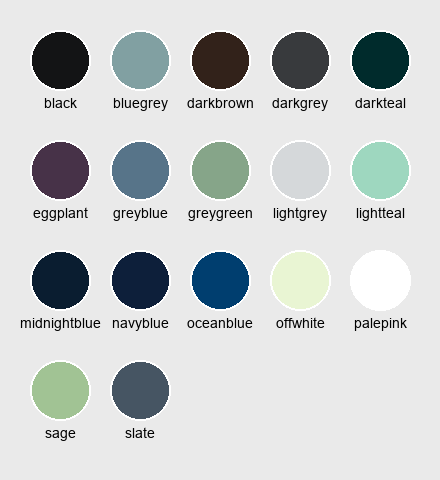 black bluegrey darkbrown darkgrey darkteal
eggplant greyblue greygreen lightgrey lightteal
midnightblue navyblue oceanblue offwhite palepink
sage slate